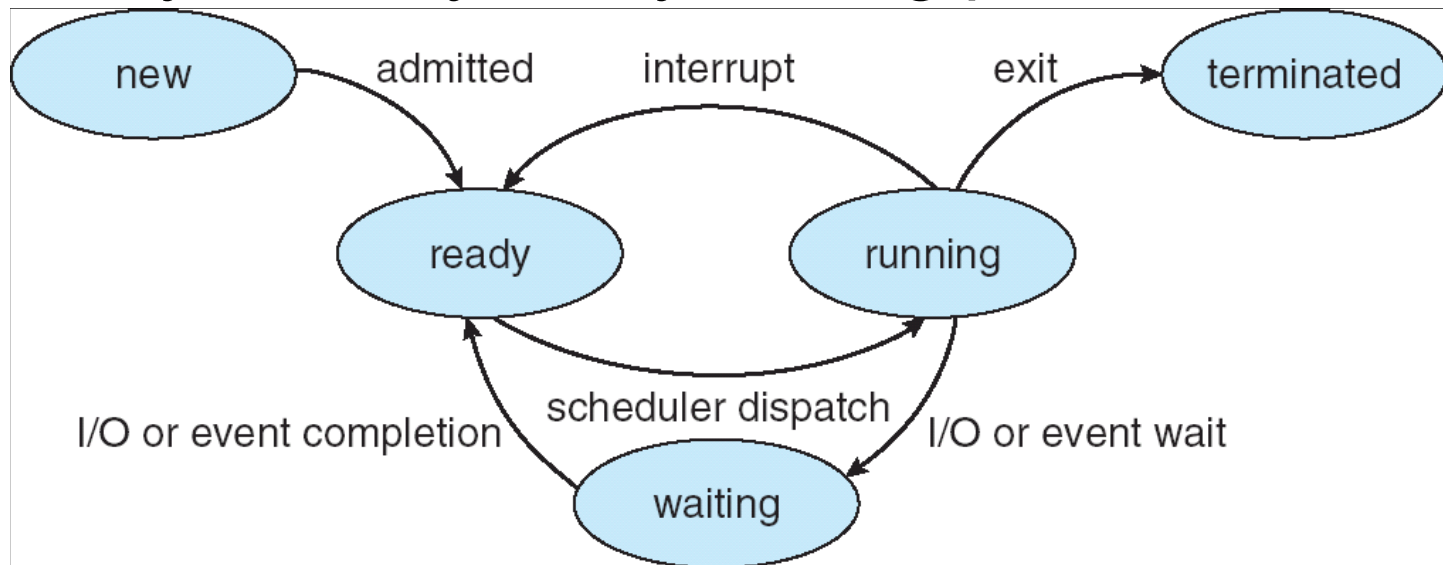 new
admitted
interrupt
exit
terminated
ready
running
scheduler dispatch
I/O or event completion
I/O or event wait
waiting